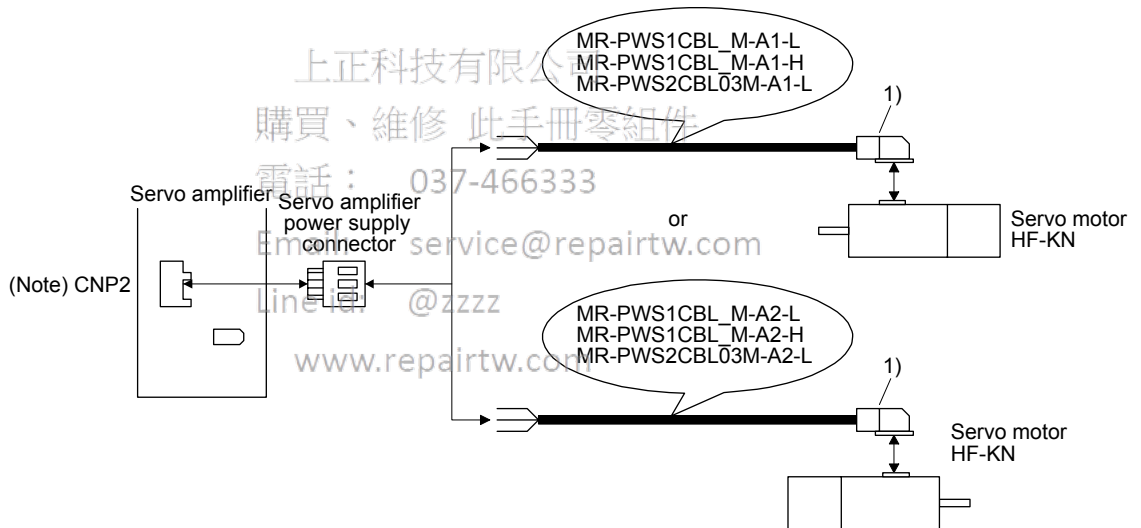 MR-PWS1CBL_M-A1-L
MR-PWS1CBL_M-A1-H
MR-PWS2CBL03M-A1-L
1)
上正科技有限公司
購買、維修 此手冊零組件
電話： 037-466333
Servo amplifier
Servo amplifier
power supply
connector
or
Servo motor
HF-KN
Email: service@repairtw.com
(Note) CNP2
Line id: @zzzz
www.repairtw.com
MR-PWS1CBL_M-A2-L
MR-PWS1CBL_M-A2-H
MR-PWS2CBL03M-A2-L
1)
Servo motor
HF-KN